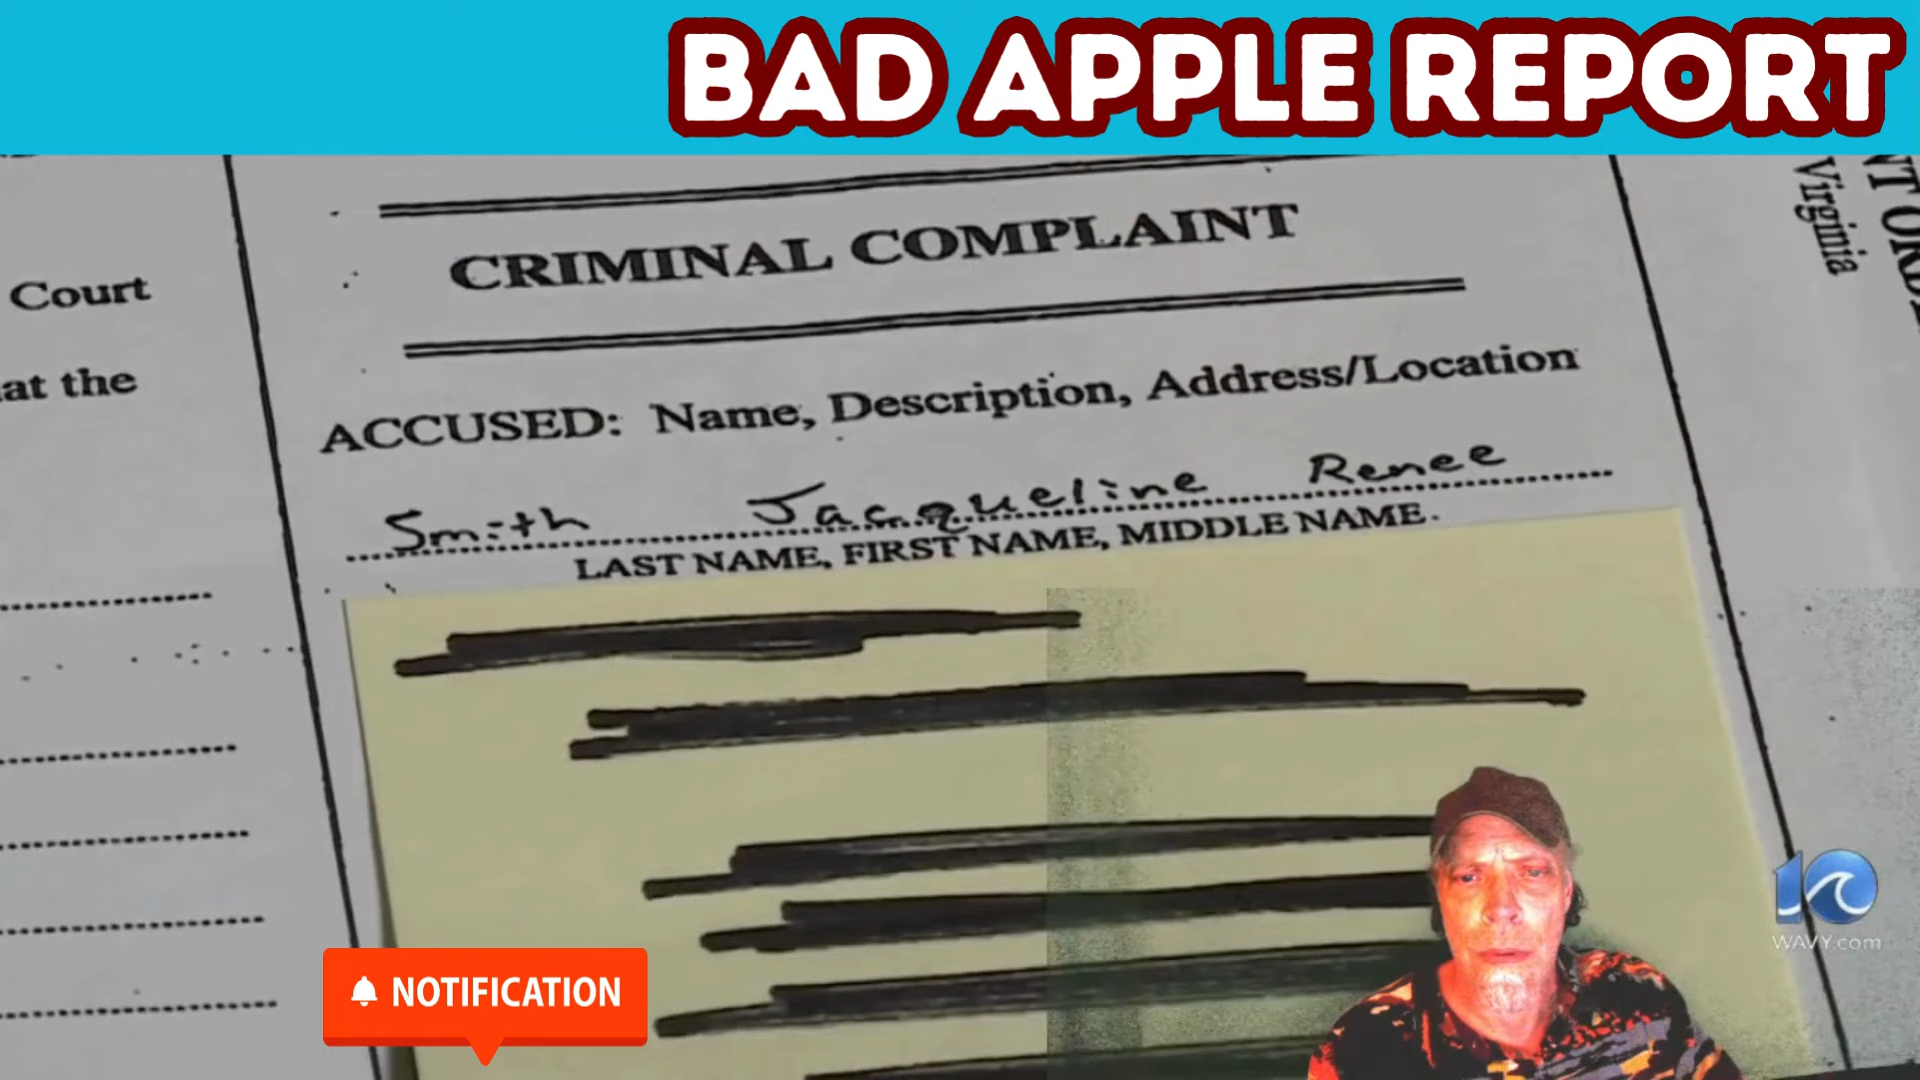 BAD APPLE REPORT
CRIMINAL COMPLAINT
Court
at the
ACCUSED: Name, Description, Address/Location
Smith Jacqueline Renee
LAST NAME, FIRST NAME, MIDDLE NAME.
Virginia
NOTIFICATION
10
WAVY.com